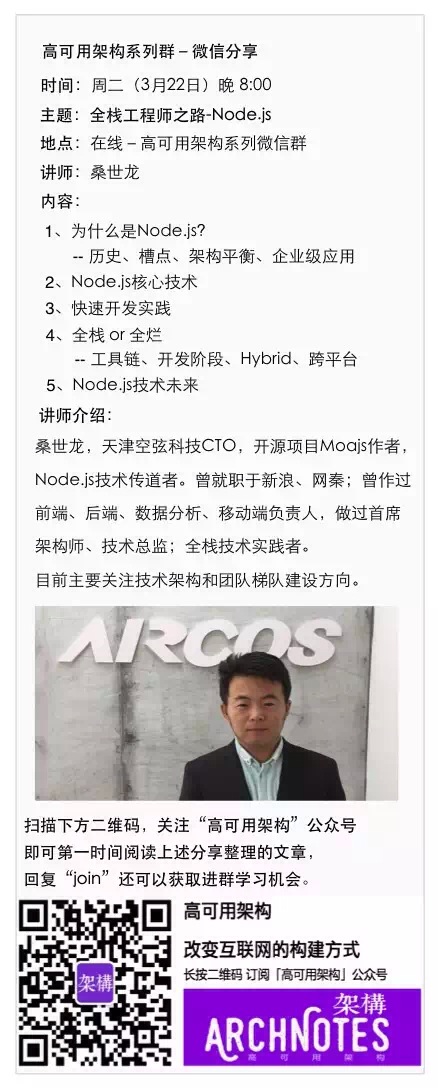 高可用架构系列群 – 微信分享
时间：周二（3月22日）晚 8:00
主题：全栈工程师之路-Node.js
地点：在线 – 高可用架构系列微信群
讲师：桑世龙
内容：
1、为什么是Node.js?
-- 历史、槽点、架构平衡、企业级应用
2、Node.js核心技术
3、快速开发实践
4、全栈 or 全烂
-- 工具链、开发阶段、Hybrid、跨平台
5、Node.js技术未来
讲师介绍：
桑世龙，天津空弦科技CTO，开源项目Moajs作者，
Node.js技术传道者。曾就职于新浪、网秦；曾作过
前端、后端、数据分析、移动端负责人，做过首席
架构师、技术总监；全栈技术实践者。
目前主要关注技术架构和团队梯队建设方向。
AIRCOS
扫描下方二维码，关注“高可用架构”公众号
即可第一时间阅读上述分享整理的文章，
回复“join”还可以获取进群学习机会。
架構
高可用架构
改变互联网的构建方式
长按二维码 订阅「高可用架构」公众号
架構
ARCHNOTES
高可用架构